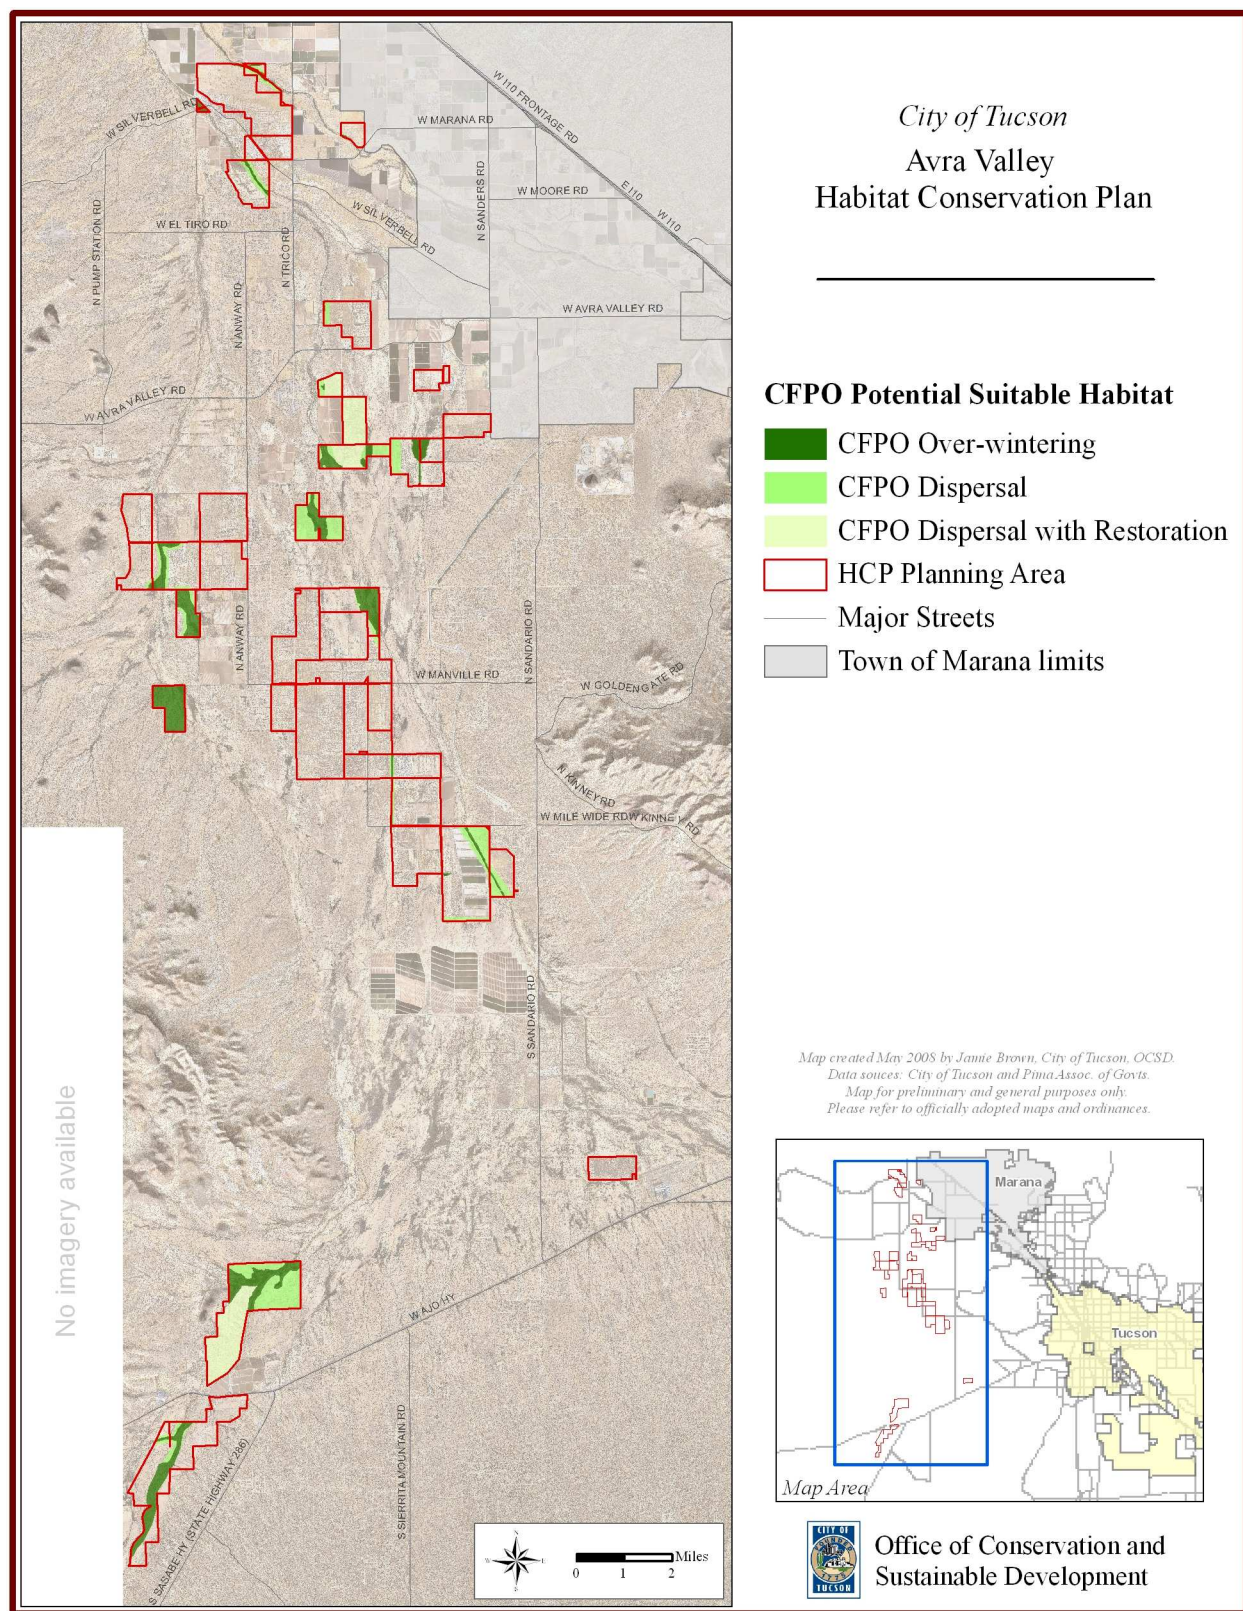 City of Tucson
Avra Valley
Habitat Conservation Plan
CFPO Potential Suitable Habitat
CFPO Over-wintering
CFPO Dispersal
CFPO Dispersal with Restoration
HCP Planning Area
Major Streets
Town of Marana limits
W SILVERBELL RD
W MARANA RD
W I10 FRONTAGE RD
E I10
W I10
W MOORE RD
N SANDERS RD
N PUMP STATION RD
W EL TIRO RD
N TRICO RD
W SILVERBELL RD
N ANWAY RD
W AVRA VALLEY RD
W AVRA VALLEY RD
N ANWAY RD
N SANDARIO RD
W MANVILLE RD
W GOLDENGATE RD
N KINNEY RD
W MILE WIDE RD
W KINNEY RD
S SANDARIO RD
No imagery available
W AJO HY
S SASABE HY (STATE HIGHWAY 286)
S SIERRITA MOUNTAIN RD
W
E
0 1 2
Miles
Map created May 2008 by Jamie Brown, City of Tucson, OCSD.
Data souces: City of Tucson and Pima Assoc. of Govts.
Map for preliminary and general purposes only.
Please refer to officially adopted maps and ordinances.
Marana
Tucson
Map Area
CITY OF
TUCSON
Office of Conservation and
Sustainable Development